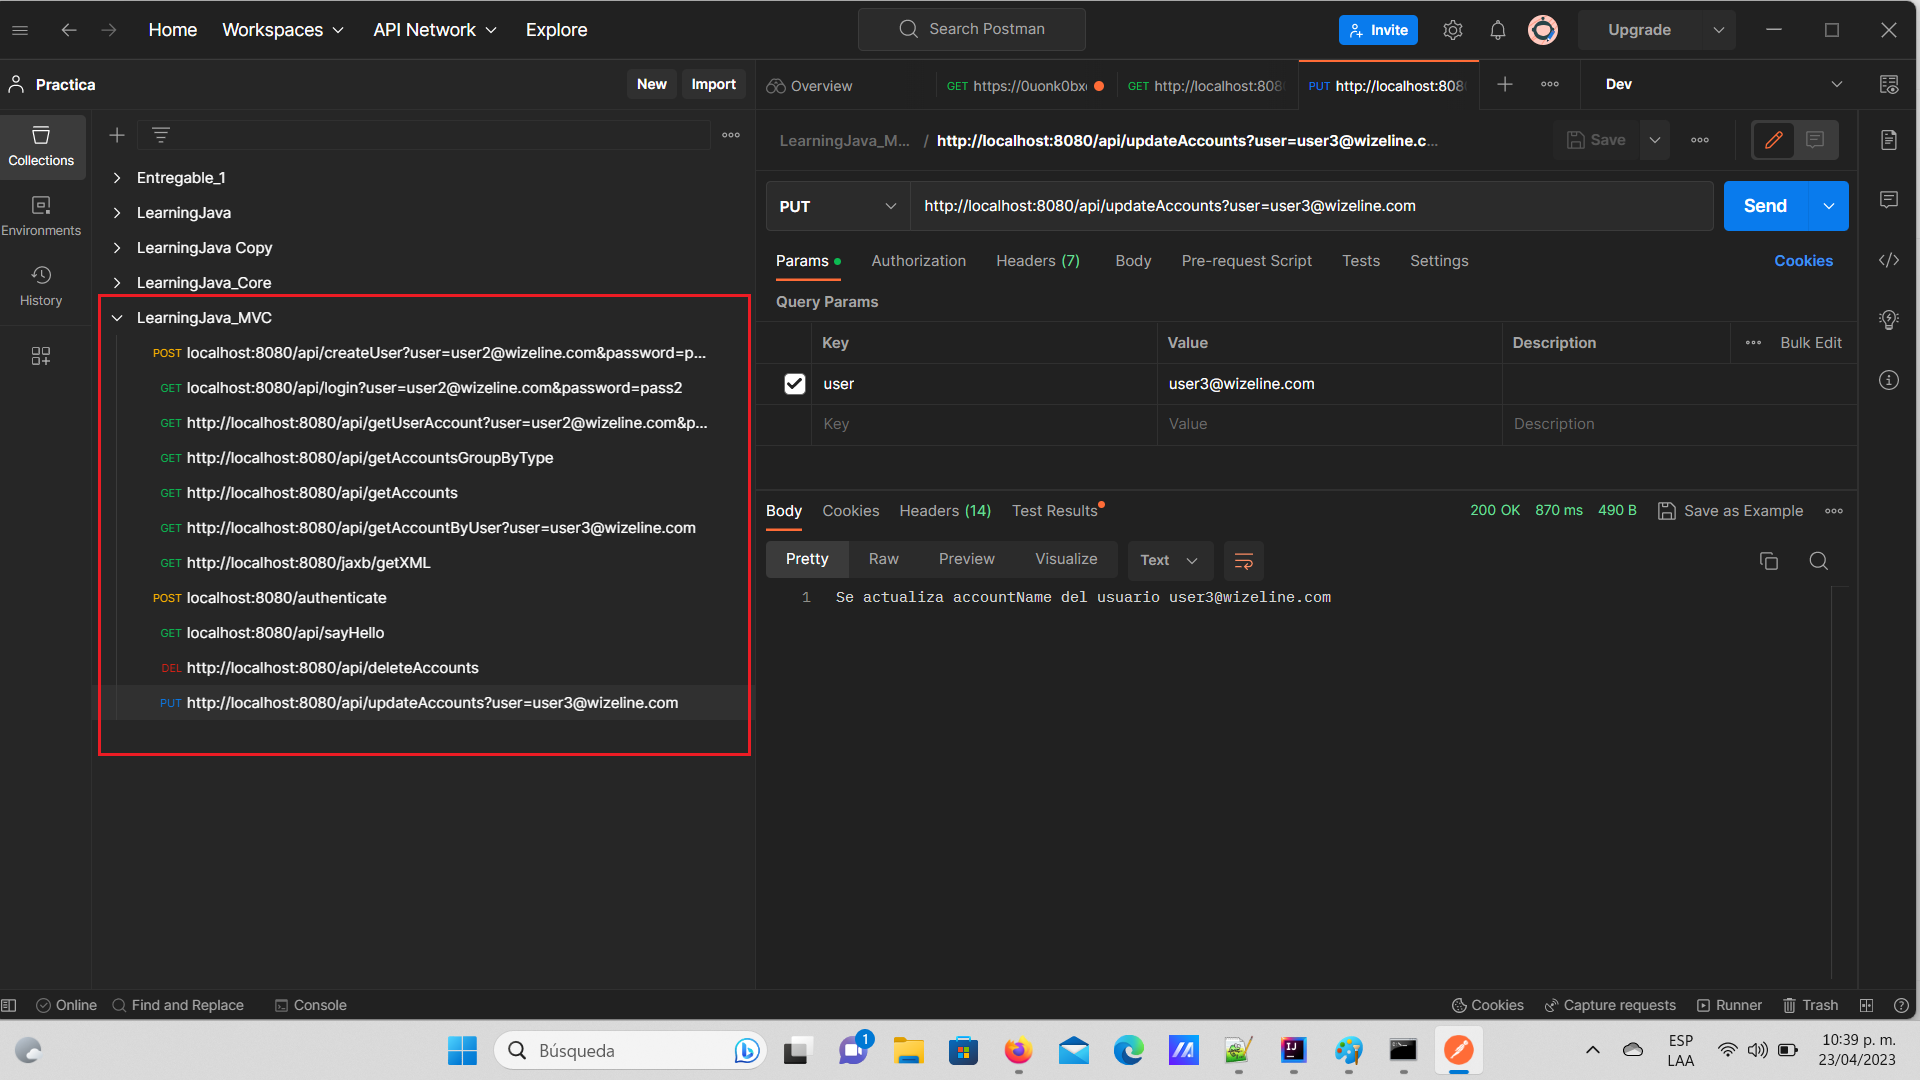 Home
Workspaces
API Network
Explore
Search Postman
Invite
Upgrade
Practica
New
Import
Overview
GET https://0uonk0bx
GET http://localhost:808
PUT http://localhost:808
Dev
Collections
Environments
History
Entregable_1
LearningJava
LearningJava Copy
LearningJava_Core
LearningJava_MVC
POST localhost:8080/api/createUser?user=user2@wizeline.com&password=p...
GET localhost:8080/api/login?user=user2@wizeline.com&password=pass2
GET http://localhost:8080/api/getUserAccount?user=user2@wizeline.com&p...
GET http://localhost:8080/api/getAccountsGroupByType
GET http://localhost:8080/api/getAccounts
GET http://localhost:8080/api/getAccountByUser?user=user3@wizeline.com
GET http://localhost:8080/jaxb/getXML
POST localhost:8080/authenticate
GET localhost:8080/api/sayHello
DEL http://localhost:8080/api/deleteAccounts
PUT http://localhost:8080/api/updateAccounts?user=user3@wizeline.com
LearningJava_M... / http://localhost:8080/api/updateAccounts?user=user3@wizeline.c...
Save
PUT
http://localhost:8080/api/updateAccounts?user=user3@wizeline.com
Send
Params
Authorization
Headers (7)
Body
Pre-request Script
Tests
Settings
Cookies
Query Params
Key Value Description Bulk Edit
user user3@wizeline.com
Key Value Description
Body
Cookies
Headers (14)
Test Results
200 OK 870 ms 490 B
Save as Example
Pretty
Raw
Preview
Visualize
Text
1 Se actualiza accountName del usuario user3@wizeline.com
Online
Find and Replace
Console
Cookies
Capture requests
Runner
Trash
Búsqueda
1
IJ
ESP
LAA
10:39 p. m.
23/04/2023